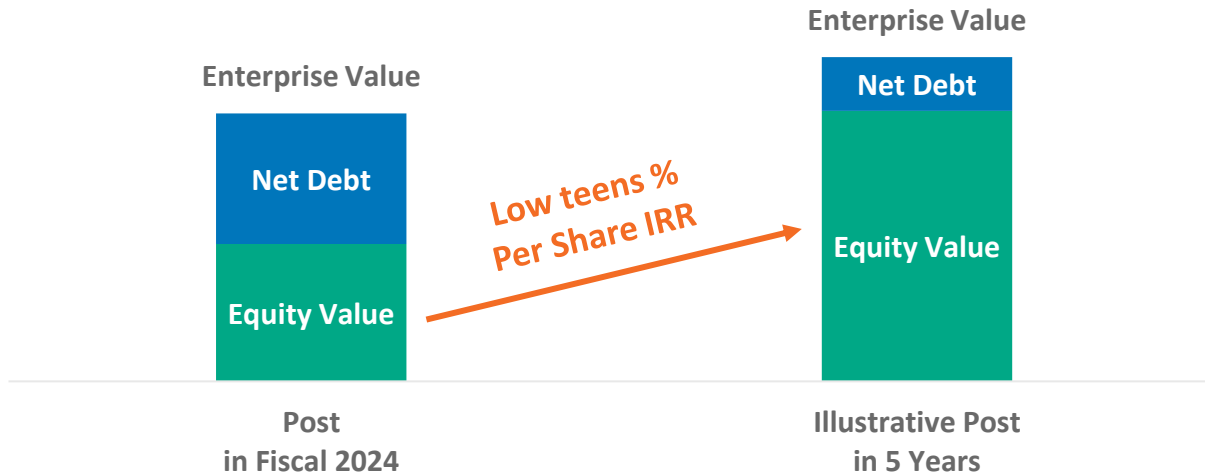 Enterprise Value
Net Debt
Equity Value
Post
in Fiscal 2024
Low teens %
Per Share IRR
Enterprise Value
Net Debt
Equity Value
Illustrative Post
in 5 Years